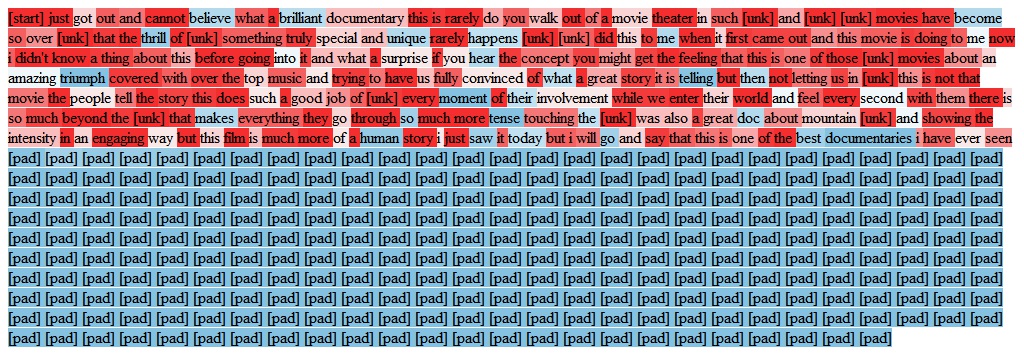 [start] just got out and cannot believe what a brilliant documentary this is rarely do you walk out of a movie theater in such [unk] and [unk] [unk] movies have become
so over [unk] that the thrill of [unk] something truly special and unique rarely happens [unk] [unk] did this to me when it first came out and this movie is doing to me now
i didn't know a thing about this before going into it and what a surprise if you hear the concept you might get the feeling that this is one of those [unk] movies about an
amazing triumph covered with over the top music and trying to have us fully convinced of what a great story it is telling but then not letting us in [unk] this is not that
movie the people tell the story this does such a good job of [unk] every moment of their involvement while we enter their world and feel every second with them there is
so much beyond the [unk] that makes everything they go through so much more tense touching the [unk] was also a great doc about mountain [unk] and showing the
intensity in an engaging way but this film is much more of a human story i just saw it today but i will go and say that this is one of the best documentaries i have ever seen
[pad] [pad] [pad] [pad] [pad] [pad] [pad] [pad] [pad] [pad] [pad] [pad] [pad] [pad] [pad] [pad] [pad] [pad] [pad] [pad] [pad] [pad] [pad] [pad] [pad] [pad] [pad]
[pad] [pad] [pad] [pad] [pad] [pad] [pad] [pad] [pad] [pad] [pad] [pad] [pad] [pad] [pad] [pad] [pad] [pad] [pad] [pad] [pad] [pad] [pad] [pad] [pad] [pad] [pad]
[pad] [pad] [pad] [pad] [pad] [pad] [pad] [pad] [pad] [pad] [pad] [pad] [pad] [pad] [pad] [pad] [pad] [pad] [pad] [pad] [pad] [pad] [pad] [pad] [pad] [pad] [pad]
[pad] [pad] [pad] [pad] [pad] [pad] [pad] [pad] [pad] [pad] [pad] [pad] [pad] [pad] [pad] [pad] [pad] [pad] [pad] [pad] [pad] [pad] [pad] [pad] [pad] [pad] [pad]
[pad] [pad] [pad] [pad] [pad] [pad] [pad] [pad] [pad] [pad] [pad] [pad] [pad] [pad] [pad] [pad] [pad] [pad] [pad] [pad] [pad] [pad] [pad] [pad] [pad] [pad] [pad]
[pad] [pad] [pad] [pad] [pad] [pad] [pad] [pad] [pad] [pad] [pad] [pad] [pad] [pad] [pad] [pad] [pad] [pad] [pad] [pad] [pad] [pad] [pad] [pad] [pad] [pad] [pad]
[pad] [pad] [pad] [pad] [pad] [pad] [pad] [pad] [pad] [pad] [pad] [pad] [pad] [pad] [pad] [pad] [pad] [pad] [pad] [pad] [pad] [pad] [pad] [pad] [pad] [pad] [pad]
[pad] [pad] [pad] [pad] [pad] [pad] [pad] [pad] [pad] [pad] [pad] [pad] [pad] [pad] [pad] [pad] [pad] [pad] [pad] [pad] [pad] [pad] [pad] [pad] [pad] [pad] [pad]
[pad] [pad] [pad] [pad] [pad] [pad] [pad] [pad] [pad] [pad] [pad] [pad] [pad] [pad] [pad] [pad] [pad] [pad] [pad] [pad] [pad] [pad] [pad] [pad] [pad] [pad] [pad]
[pad] [pad] [pad] [pad] [pad] [pad] [pad] [pad] [pad] [pad] [pad] [pad] [pad] [pad] [pad] [pad] [pad] [pad] [pad] [pad] [pad] [pad] [pad] [pad]